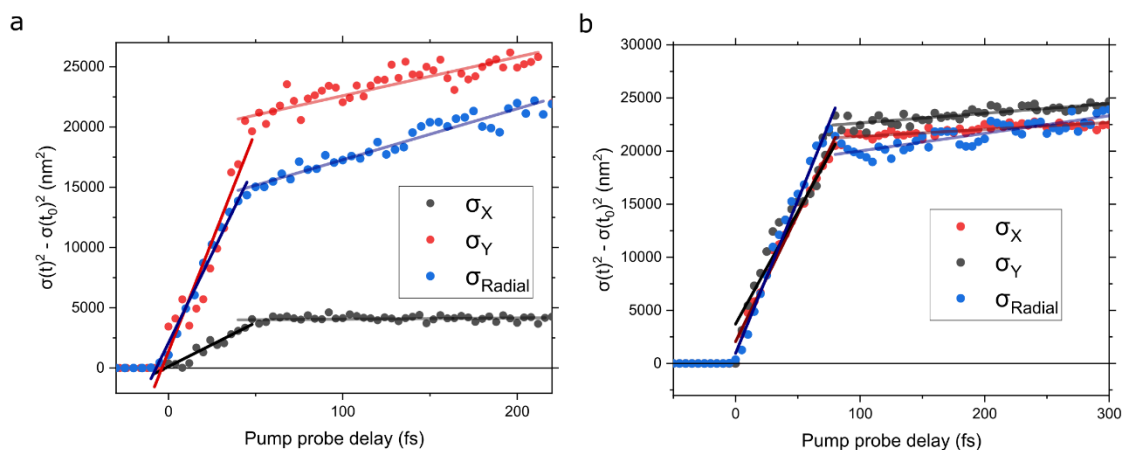 a
25000
20000
15000
10000
5000
0
σ(t)² - σ(t₀)² (nm²)
σX
σY
σRadial
0
100
200
Pump probe delay (fs)
b
30000
25000
20000
15000
10000
5000
0
σ(t)² - σ(t₀)² (nm²)
σX
σY
σRadial
0
100
200
300
Pump probe delay (fs)